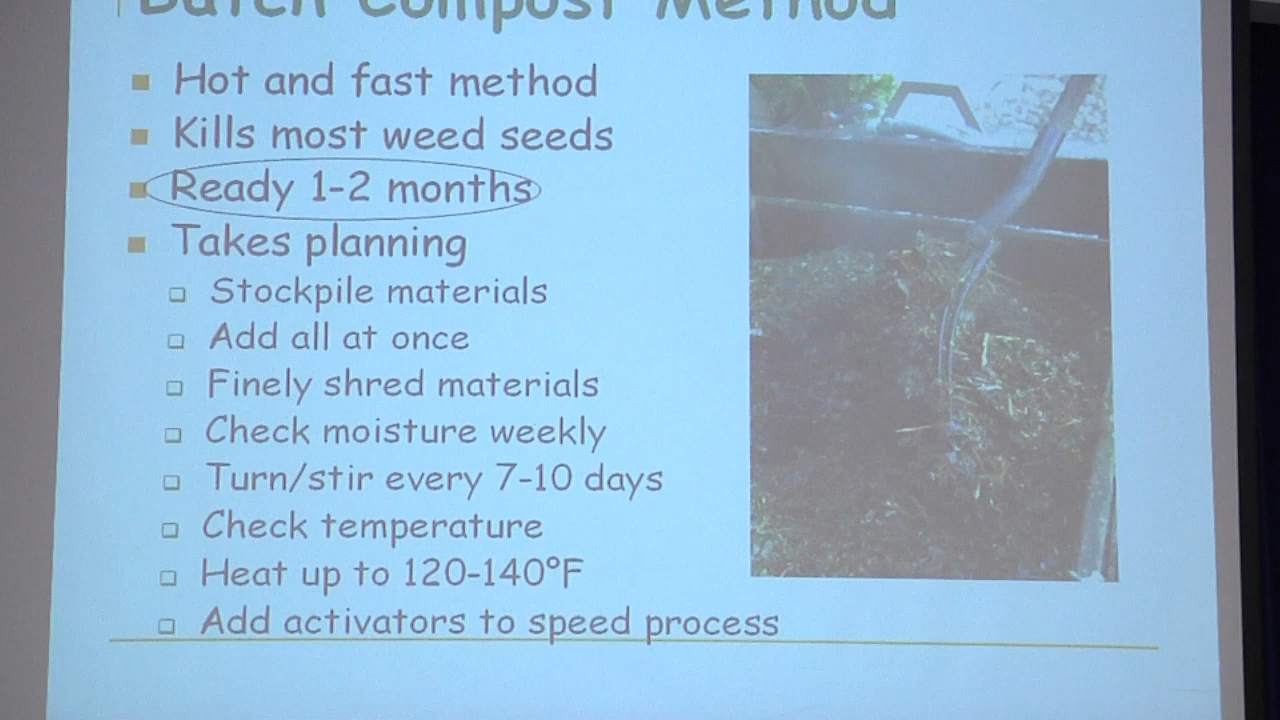 Batch Compost Method
Hot and fast method
Kills most weed seeds
Ready 1-2 months
Takes planning
Stockpile materials
Add all at once
Finely shred materials
Check moisture weekly
Turn/stir every 7-10 days
Check temperature
Heat up to 120-140°F
Add activators to speed process